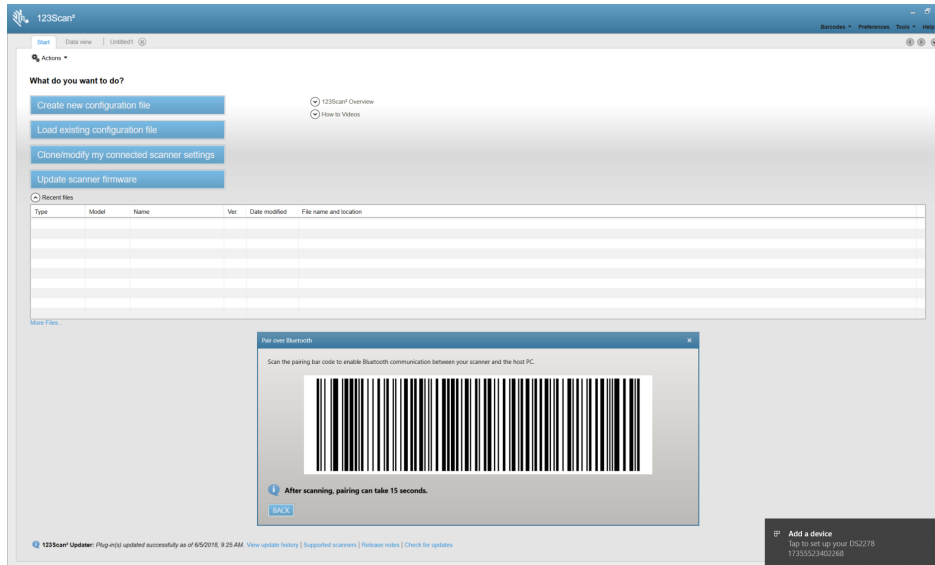 123Scan²
Barcodes Preferences Tools Help
Start Data view Untitled1
Actions
What do you want to do?
Create new configuration file
123Scan² Overview
How to Videos
Load existing configuration file
Clone/modify my connected scanner settings
Update scanner firmware
Recent files
Type Model Name Ver. Date modified File name and location
More Files...
Pair over Bluetooth
Scan the pairing bar code to enable Bluetooth communication between your scanner and the host PC.
After scanning, pairing can take 15 seconds.
BACK
123Scan² Updater: Plug-in(s) updated successfully as of 6/5/2018, 9:25 AM View update history | Supported scanners | Release notes | Check for updates
Add a device
Tap to set up your DS2278
17355523402268